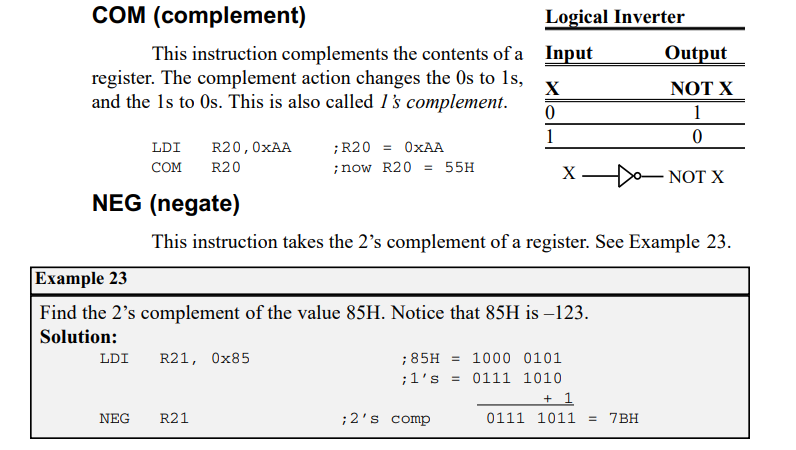 COM (complement)
This instruction complements the contents of a
register. The complement action changes the 0s to 1s,
and the 1s to 0s. This is also called 1's complement.
LDI R20,0xAA ;R20 = 0xAA
COM R20 ;now R20 = 55H
Logical Inverter
Input Output
X NOT X
0 1
1 0
X NOT X
NEG (negate)
This instruction takes the 2's complement of a register. See Example 23.
Example 23
Find the 2's complement of the value 85H. Notice that 85H is –123.
Solution:
LDI R21, 0x85 ;85H = 1000 0101
;1's = 0111 1010
+ 1
NEG R21 ;2's comp 0111 1011 = 7BH